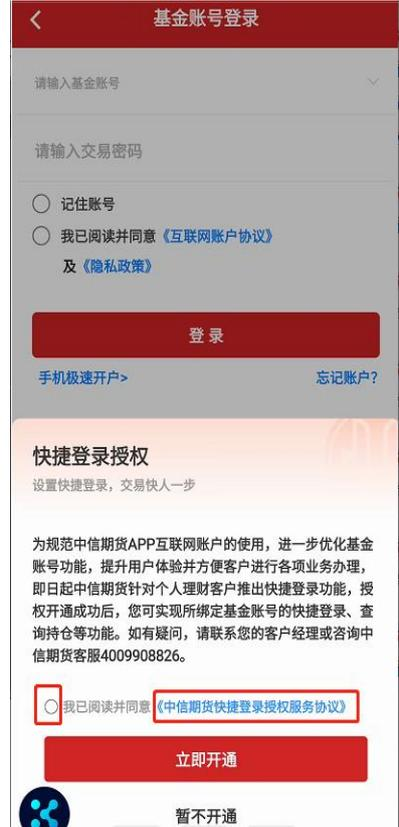 基金账号登录
请输入基金账号
请输入交易密码
记住账号
我已阅读并同意《互联网账户协议》
及《隐私政策》
登录
手机极速开户> 忘记账户?
快捷登录授权
设置快捷登录，交易快人一步
为规范中信期货APP互联网账户的使用，进一步优化基金
账号功能，提升用户体验并方便客户进行各项业务办理，
即日起中信期货针对个人理财客户推出快捷登录功能，授
权开通成功后，您可实现所绑定基金账号的快捷登录、查
询持仓等功能。如有疑问，请联系您的客户经理或咨询中
信期货客服4009908826。
我已阅读并同意《中信期货快捷登录授权服务协议》
立即开通
暂不开通